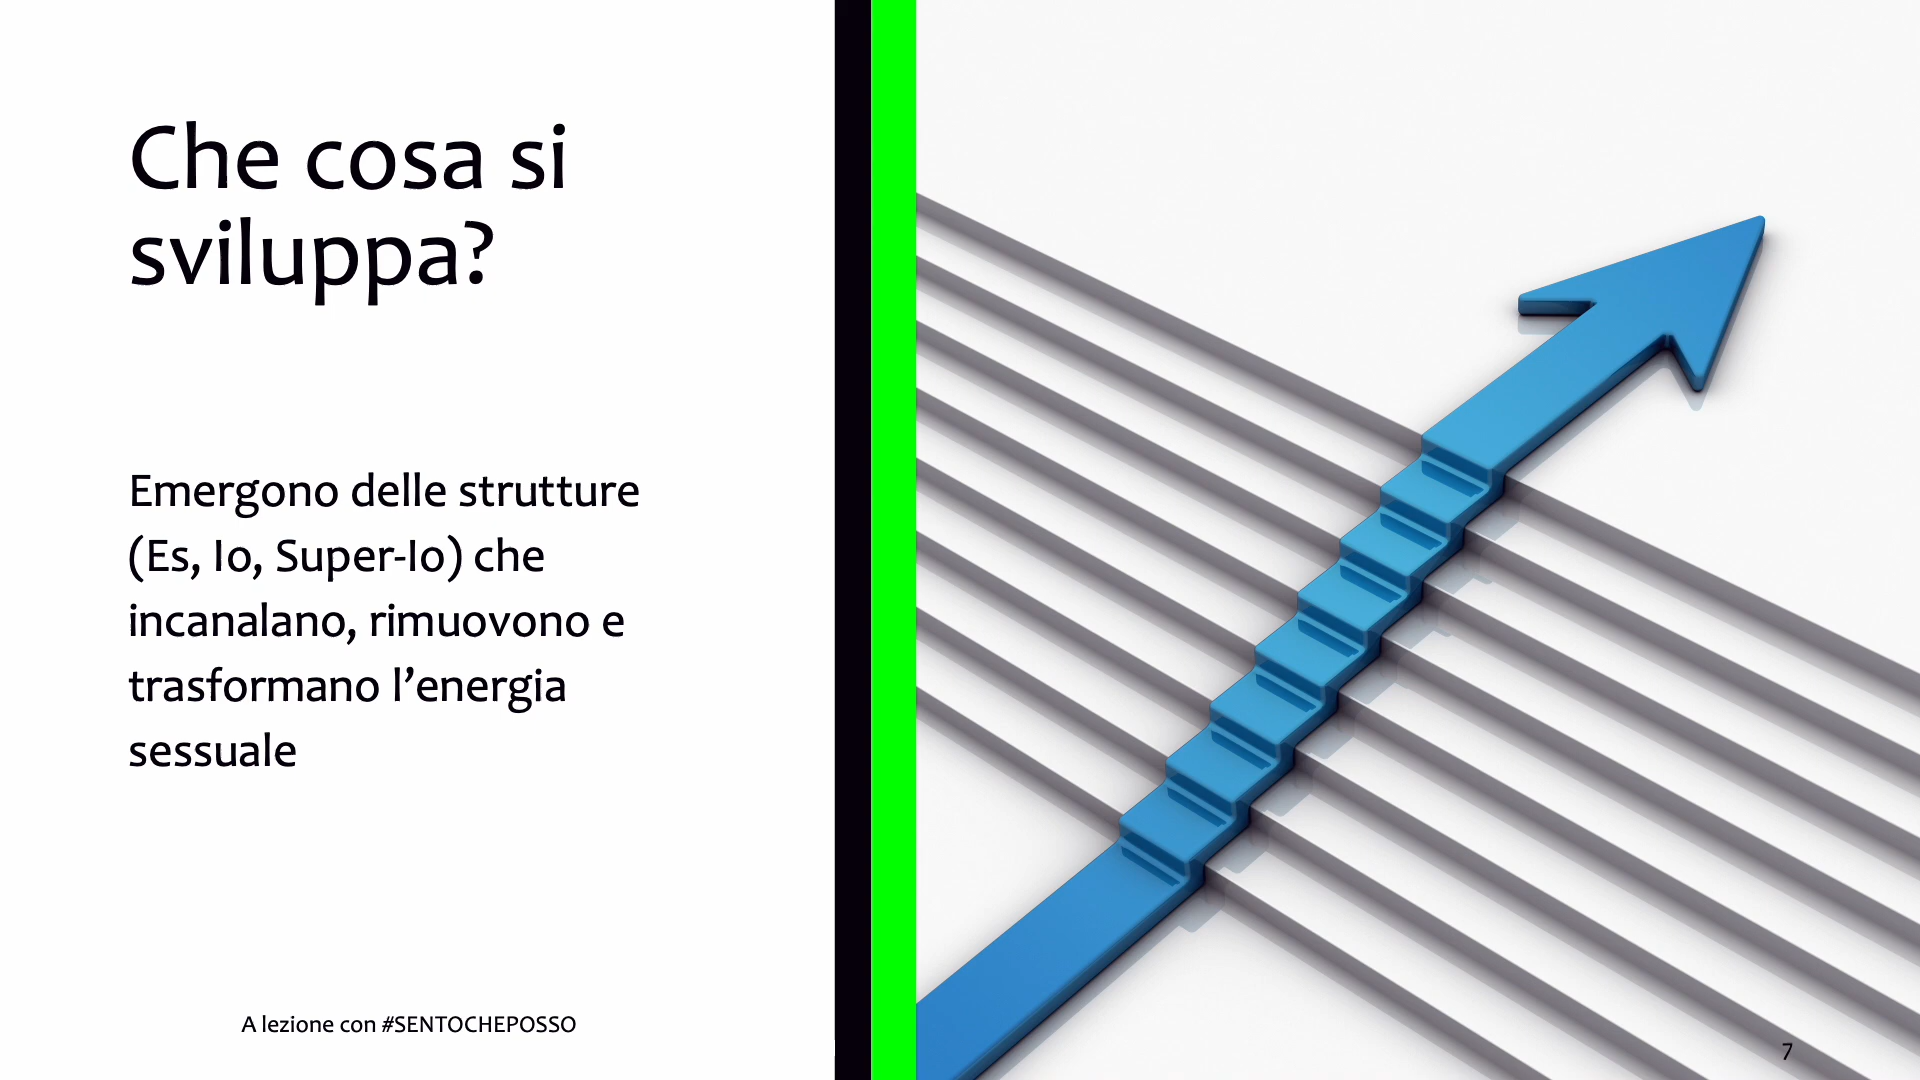 Che cosa si
sviluppa?
Emergono delle strutture
(Es, Io, Super-Io) che
incanalano, rimuovono e
trasformano l’energia
sessuale
A lezione con #SENTOCHEPOSSO
7